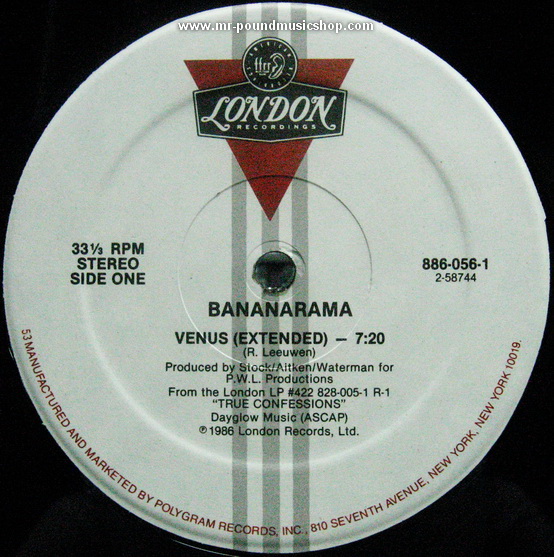 www.mr-poundmusicshop.com
ffrr
LONDON
RECORDINGS
33⅓ RPM
STEREO
SIDE ONE
886-056-1
2-58744
BANANARAMA
VENUS (EXTENDED) — 7:20
(R. Leeuwen)
Produced by Stock/Aitken/Waterman for
P.W.L. Productions
From the London LP #422 828-005-1 R-1
“TRUE CONFESSIONS”
Dayglow Music (ASCAP)
℗ 1986 London Records, Ltd.
53 MANUFACTURED AND MARKETED BY POLYGRAM RECORDS, INC., 810 SEVENTH AVENUE, NEW YORK, NEW YORK 10019.